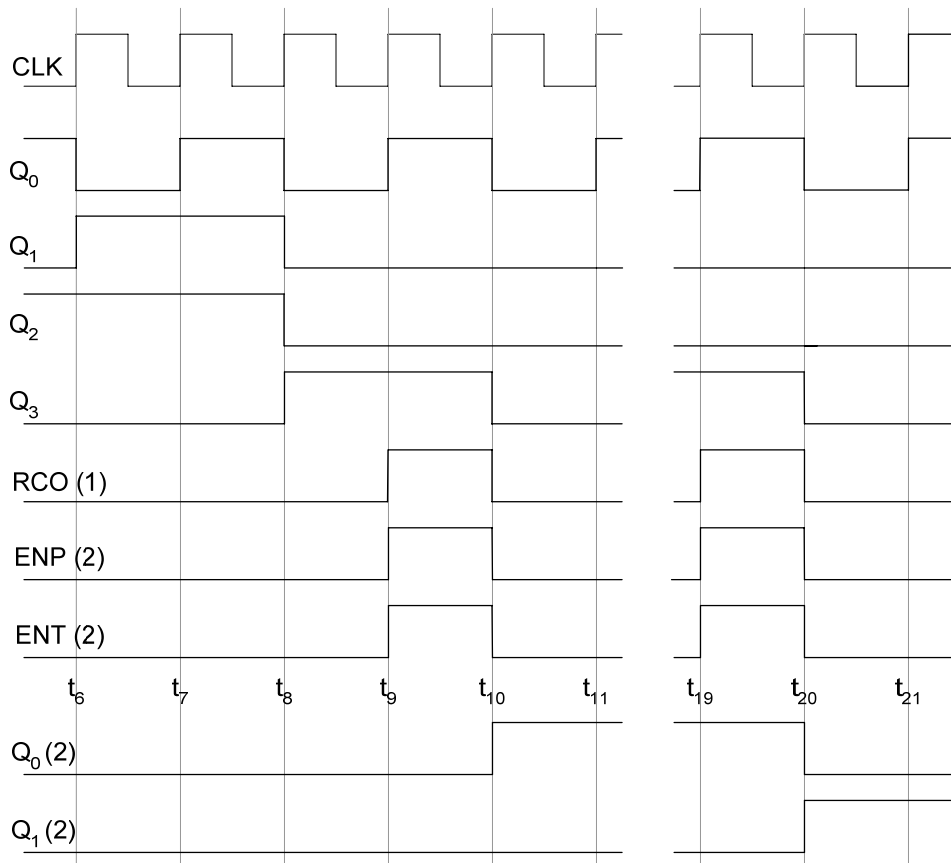 CLK
Q0
Q1
Q2
Q3
RCO (1)
ENP (2)
ENT (2)
t6 t7 t8 t9 t10 t11 t19 t20 t21
Q0 (2)
Q1 (2)